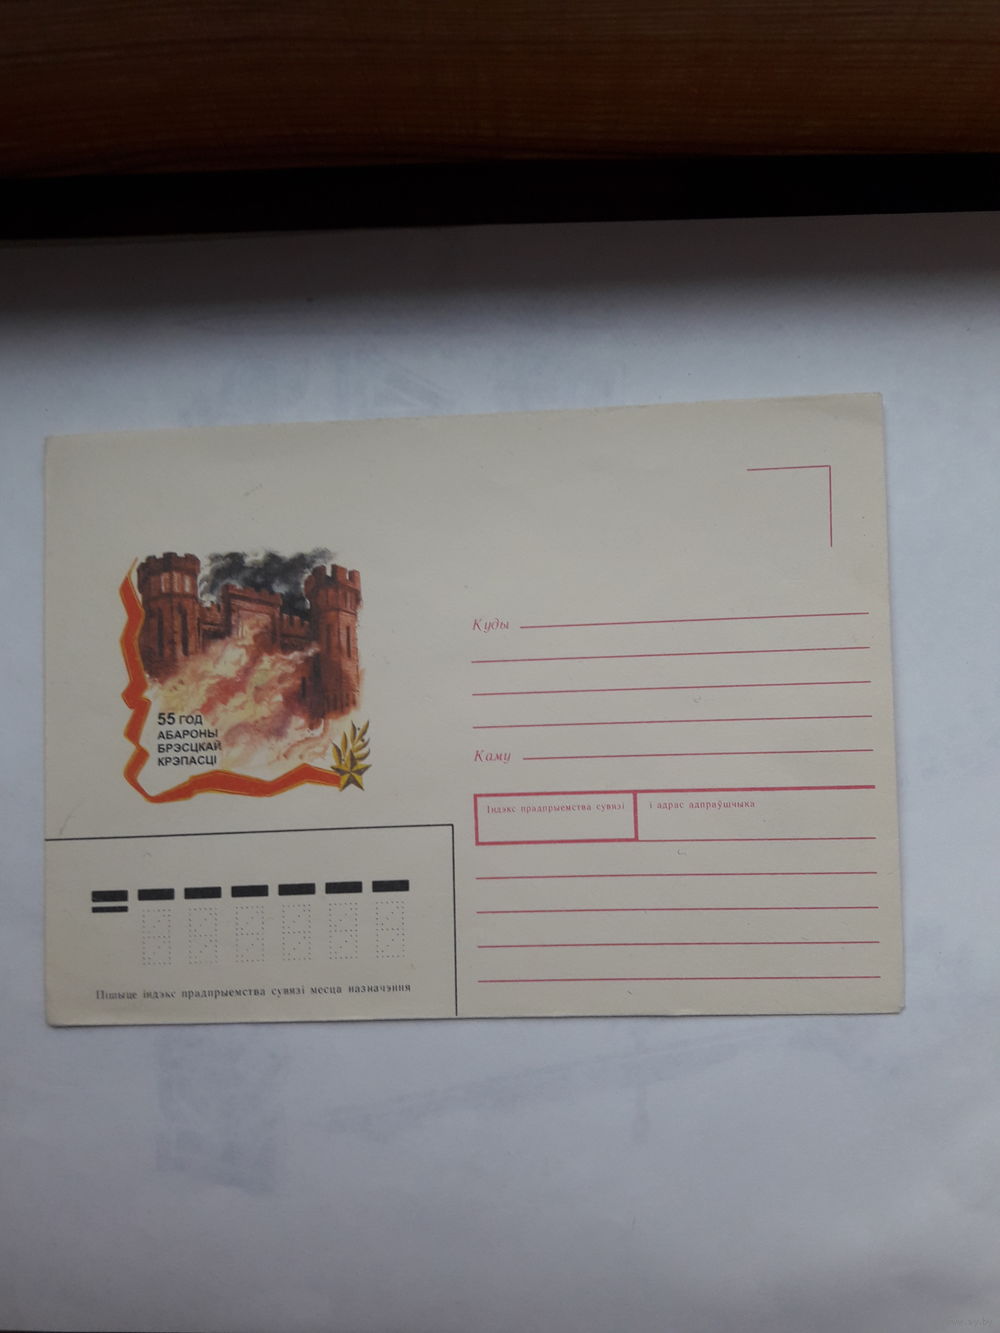 55 ГОД
АБАРОНЫ
БРЭСЦКАЙ
КРЭПАСЦІ
Куды
Каму
Індэкс прадпрыемства сувязі
і адрас адпраўшчыка
Пішыце індэкс прадпрыемства сувязі месца назначэння